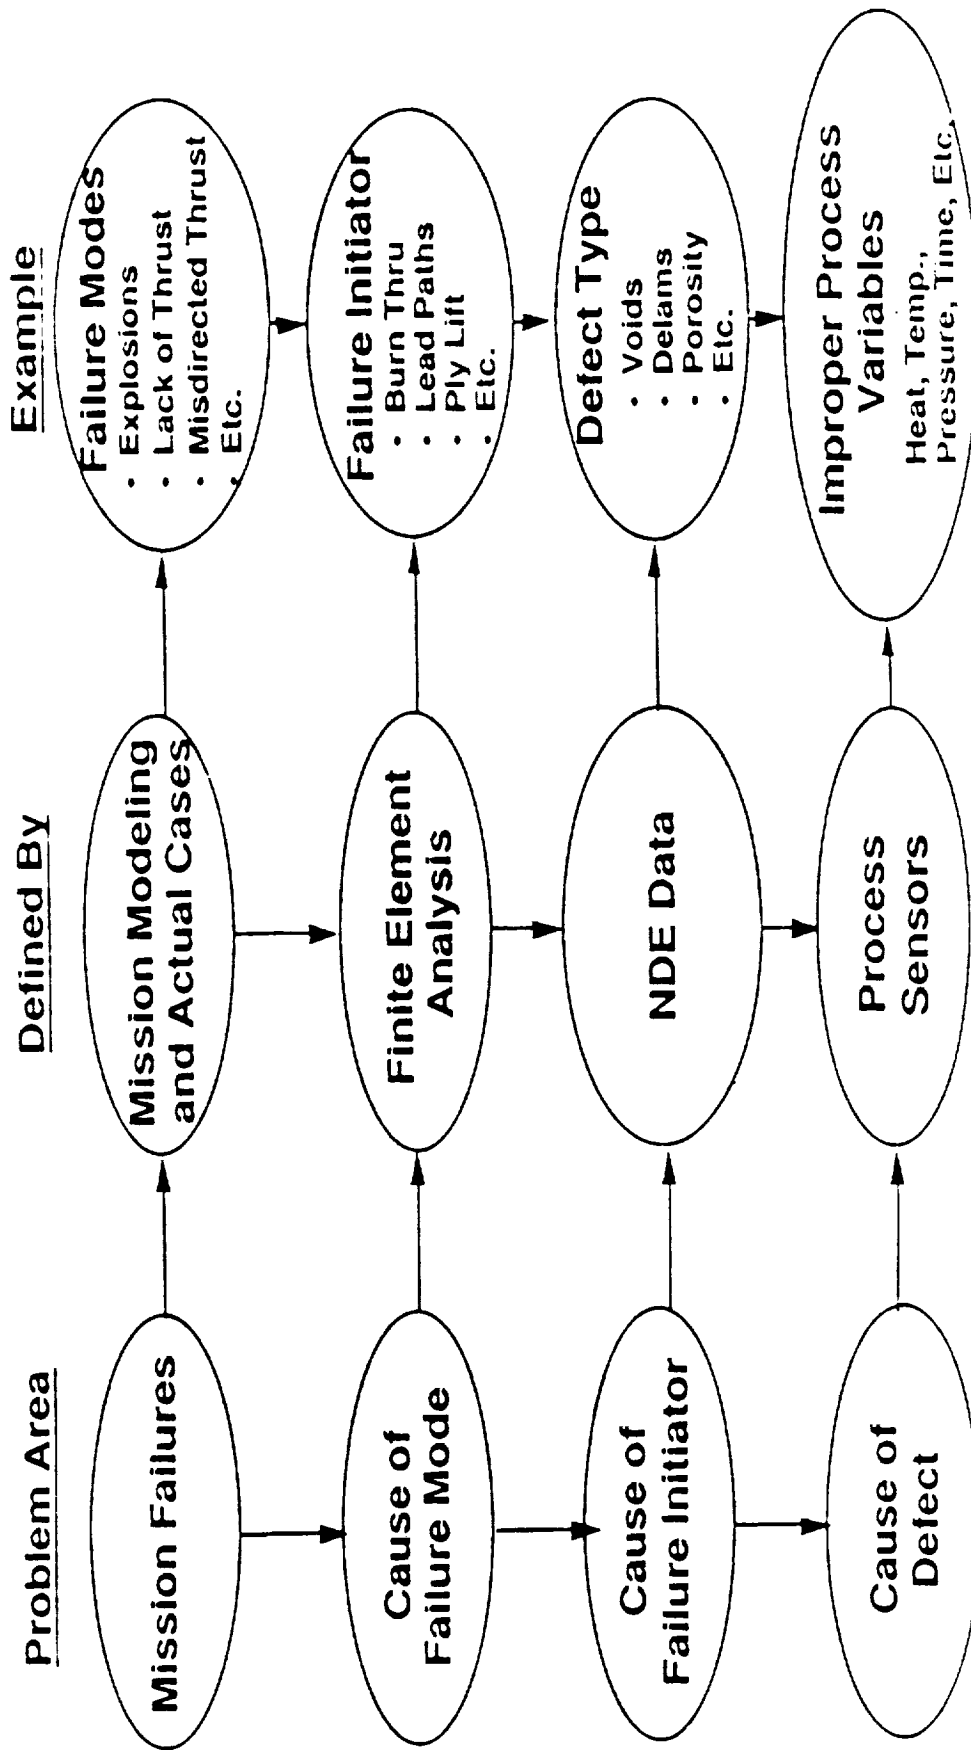 Problem Area
Defined By
Example
Mission Failures
Mission Modeling
and Actual Cases
Failure Modes
• Explosions
• Lack of Thrust
• Misdirected Thrust
• Etc.
Cause of
Failure Mode
Finite Element
Analysis
Failure Initiator
• Burn Thru
• Lead Paths
• Ply Lift
• Etc.
Cause of
Failure Initiator
NDE Data
Defect Type
• Voids
• Delams
• Porosity
• Etc.
Cause of
Defect
Process
Sensors
Improper Process
Variables
Heat, Temp.,
Pressure, Time, Etc.